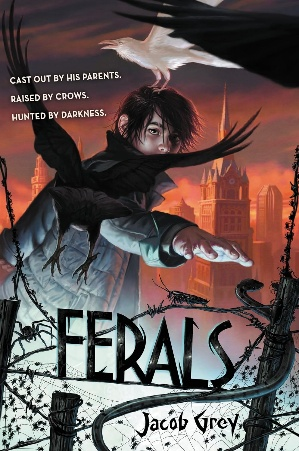 CAST OUT BY HIS PARENTS.
RAISED BY CROWS.
HUNTED BY DARKNESS.
FERALS
Jacob Grey